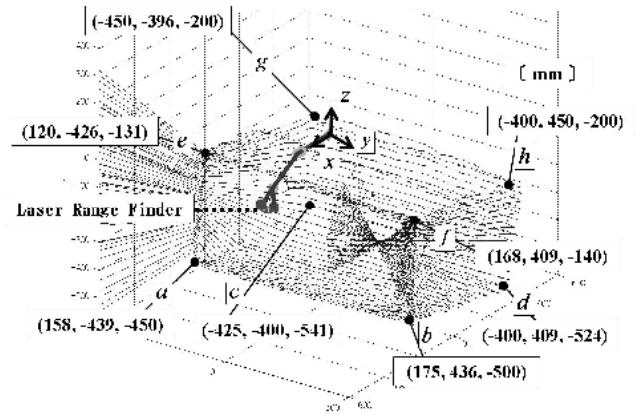 (-450, -396, -200)
g
z
[ mm ]
(-400, 450, -200)
(120, -426, -131)
e
y
x
h
Laser Range Finder
f
(168, 409, -140)
a
c
d
(158, -439, -450)
(-425, -400, -541)
b
(-400, 409, -524)
(175, 436, -500)